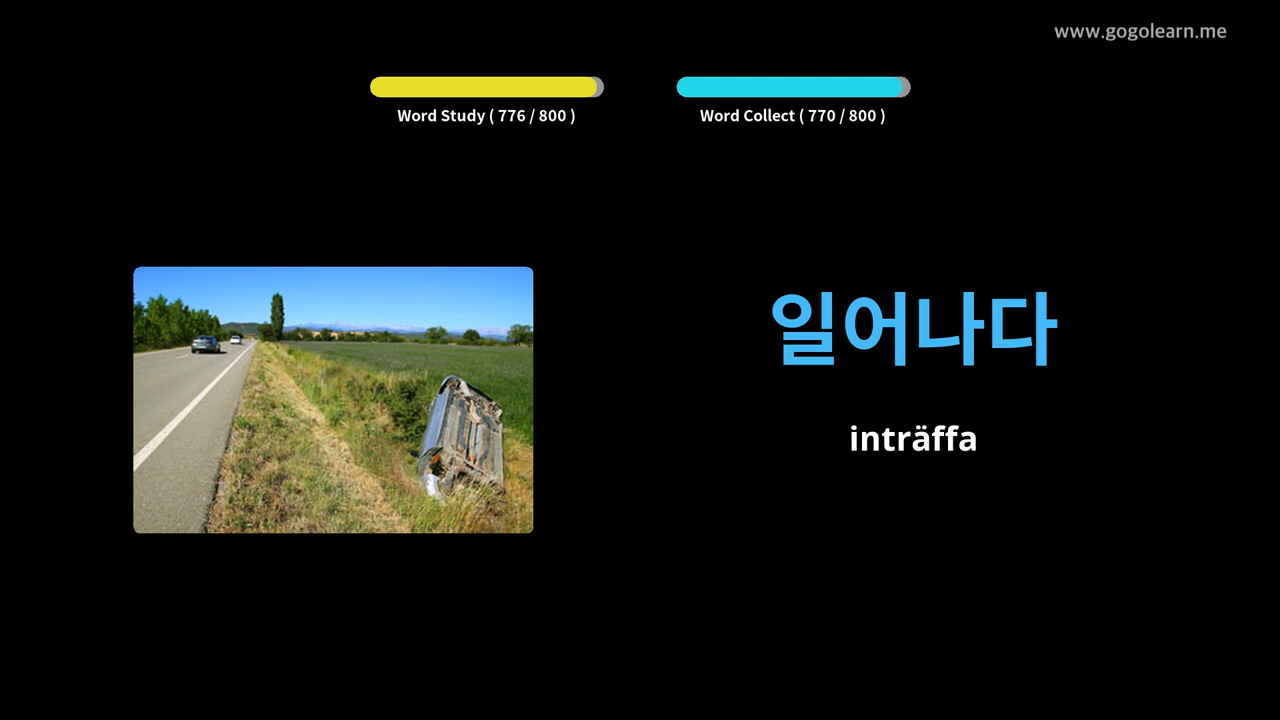 www.gogolearn.me
Word Study ( 776 / 800 )
Word Collect ( 770 / 800 )
일어나다
inträffa